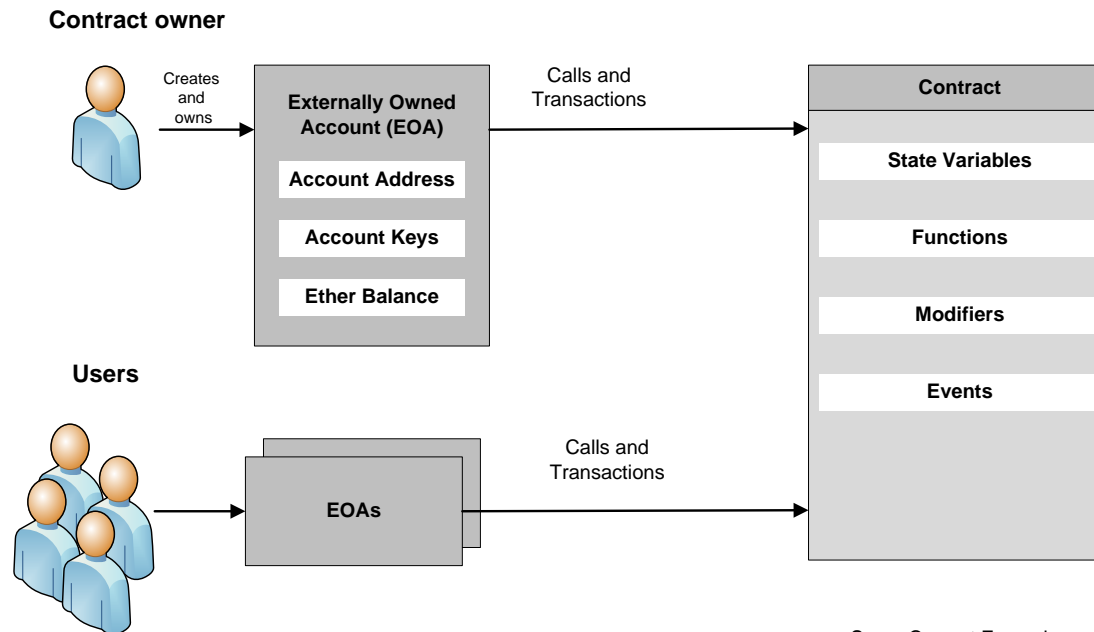 Contract owner
Creates
and
owns
Externally Owned
Account (EOA)
Account Address
Account Keys
Ether Balance
Calls and
Transactions
Contract
State Variables
Functions
Modifiers
Events
Users
EOAs
Calls and
Transactions